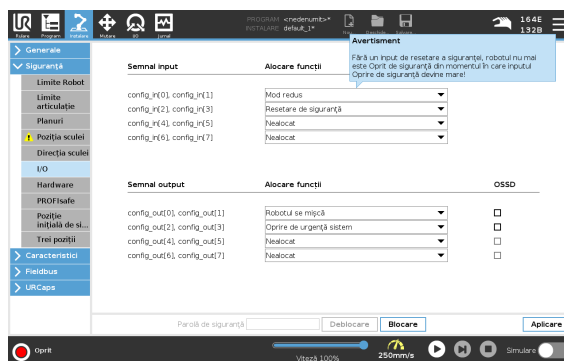 PROGRAM <nedenumit>*
INSTALARE default_1*
164E
132B
Rulare Program Instalare Mutare I/O Jurnal
Nou... Deschide... Salvare...
Avertisment
Fără un input de resetare a siguranței, robotul nu mai
este Oprit de siguranță din momentul în care inputul
Oprire de siguranță devine mare!
Generale
Siguranță
Limite Robot
Limite
articulație
Planuri
Poziția sculei
Direcția sculei
I/O
Hardware
PROFIsafe
Poziție
inițială de si...
Trei poziții
Caracteristici
Fieldbus
URCaps
Semnal input Alocare funcții
config_in[0], config_in[1] Mod redus
config_in[2], config_in[3] Resetare de siguranță
config_in[4], config_in[5] Nealocat
config_in[6], config_in[7] Nealocat
Semnal output Alocare funcții OSSD
config_out[0], config_out[1] Robotul se mișcă
config_out[2], config_out[3] Oprire de urgență sistem
config_out[4], config_out[5] Nealocat
config_out[6], config_out[7] Nealocat
Parolă de siguranță Deblocare Blocare Aplicare
Oprit Viteză 100% 250mm/s Simulare